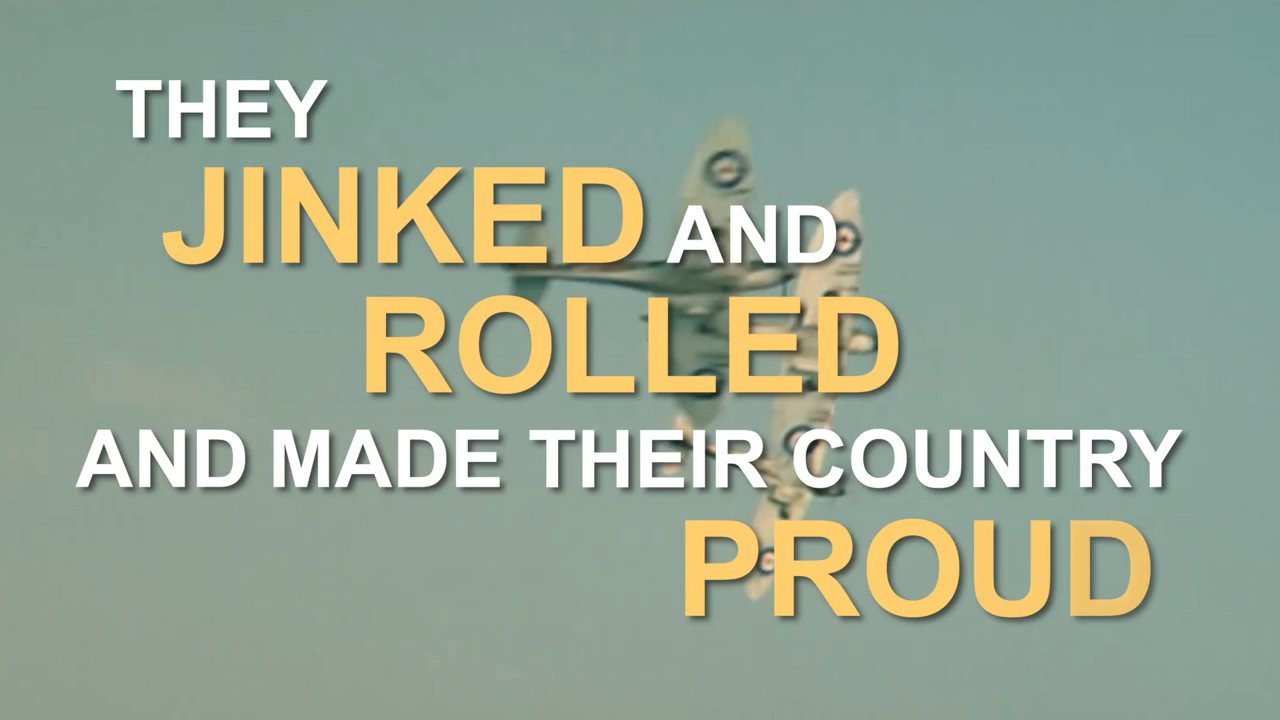 THEY
JINKED AND
ROLLED
AND MADE THEIR COUNTRY
PROUD